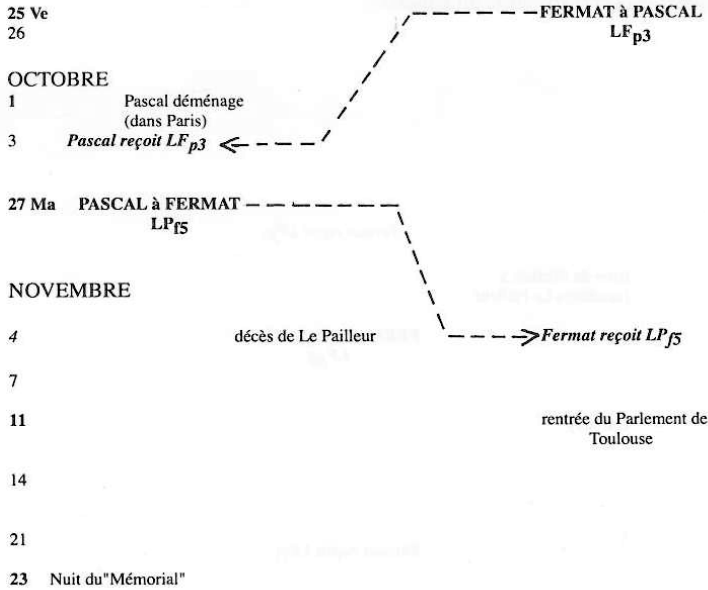 25 Ve FERMAT à PASCAL
26 LFp3
OCTOBRE
1 Pascal déménage
(dans Paris)
3 Pascal reçoit LFp3
27 Ma PASCAL à FERMAT
LPf5
NOVEMBRE
4 décès de Le Pailleur Fermat reçoit LPf5
7
11 rentrée du Parlement de
Toulouse
14
21
23 Nuit du"Mémorial"